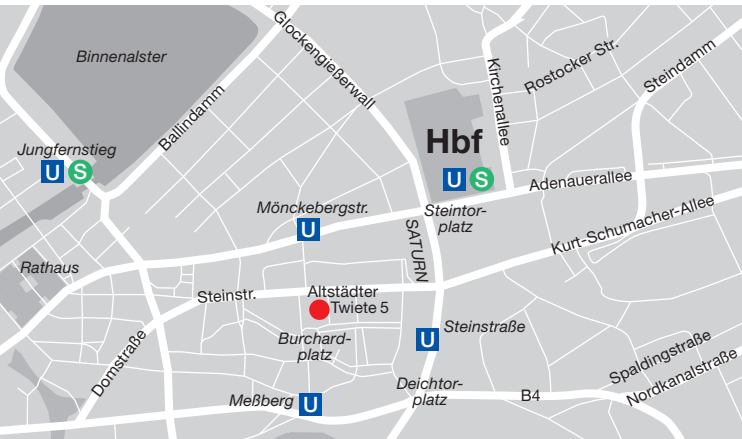 Binnenalster
Glockengießerwall
Kirchenallee
Rostocker Str.
Steindamm
Ballindamm
Jungfernstieg
U S
Hbf
U S
Adenauerallee
Mönckebergstr.
U
Steintor-
platz
SATURN
Kurt-Schumacher-Allee
Rathaus
Steinstr.
Altstädter
Twiete 5
Burchard-
platz
U Steinstraße
Domstraße
Meßberg U
Deichtor-
platz
B4
Spaldingstraße
Nordkanalstraße